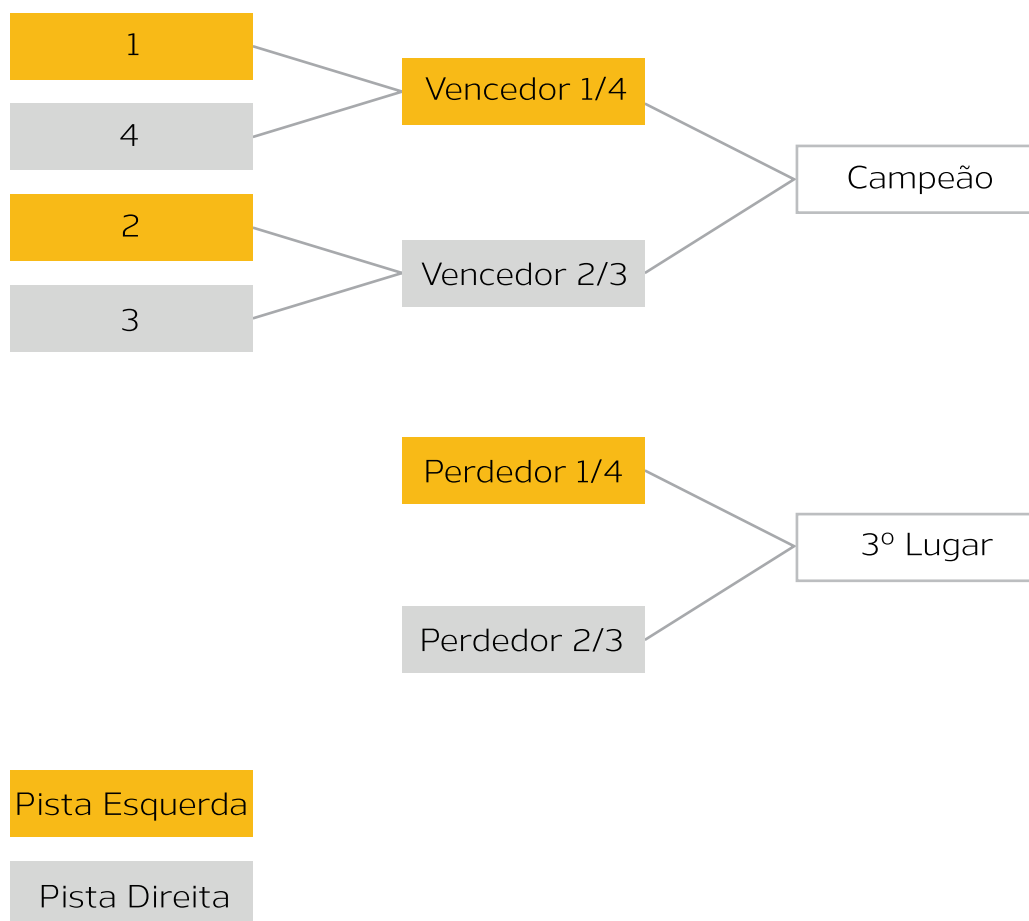 1
4
2
3
Vencedor 1/4
Vencedor 2/3
Campeão
Perdedor 1/4
Perdedor 2/3
3º Lugar
Pista Esquerda
Pista Direita